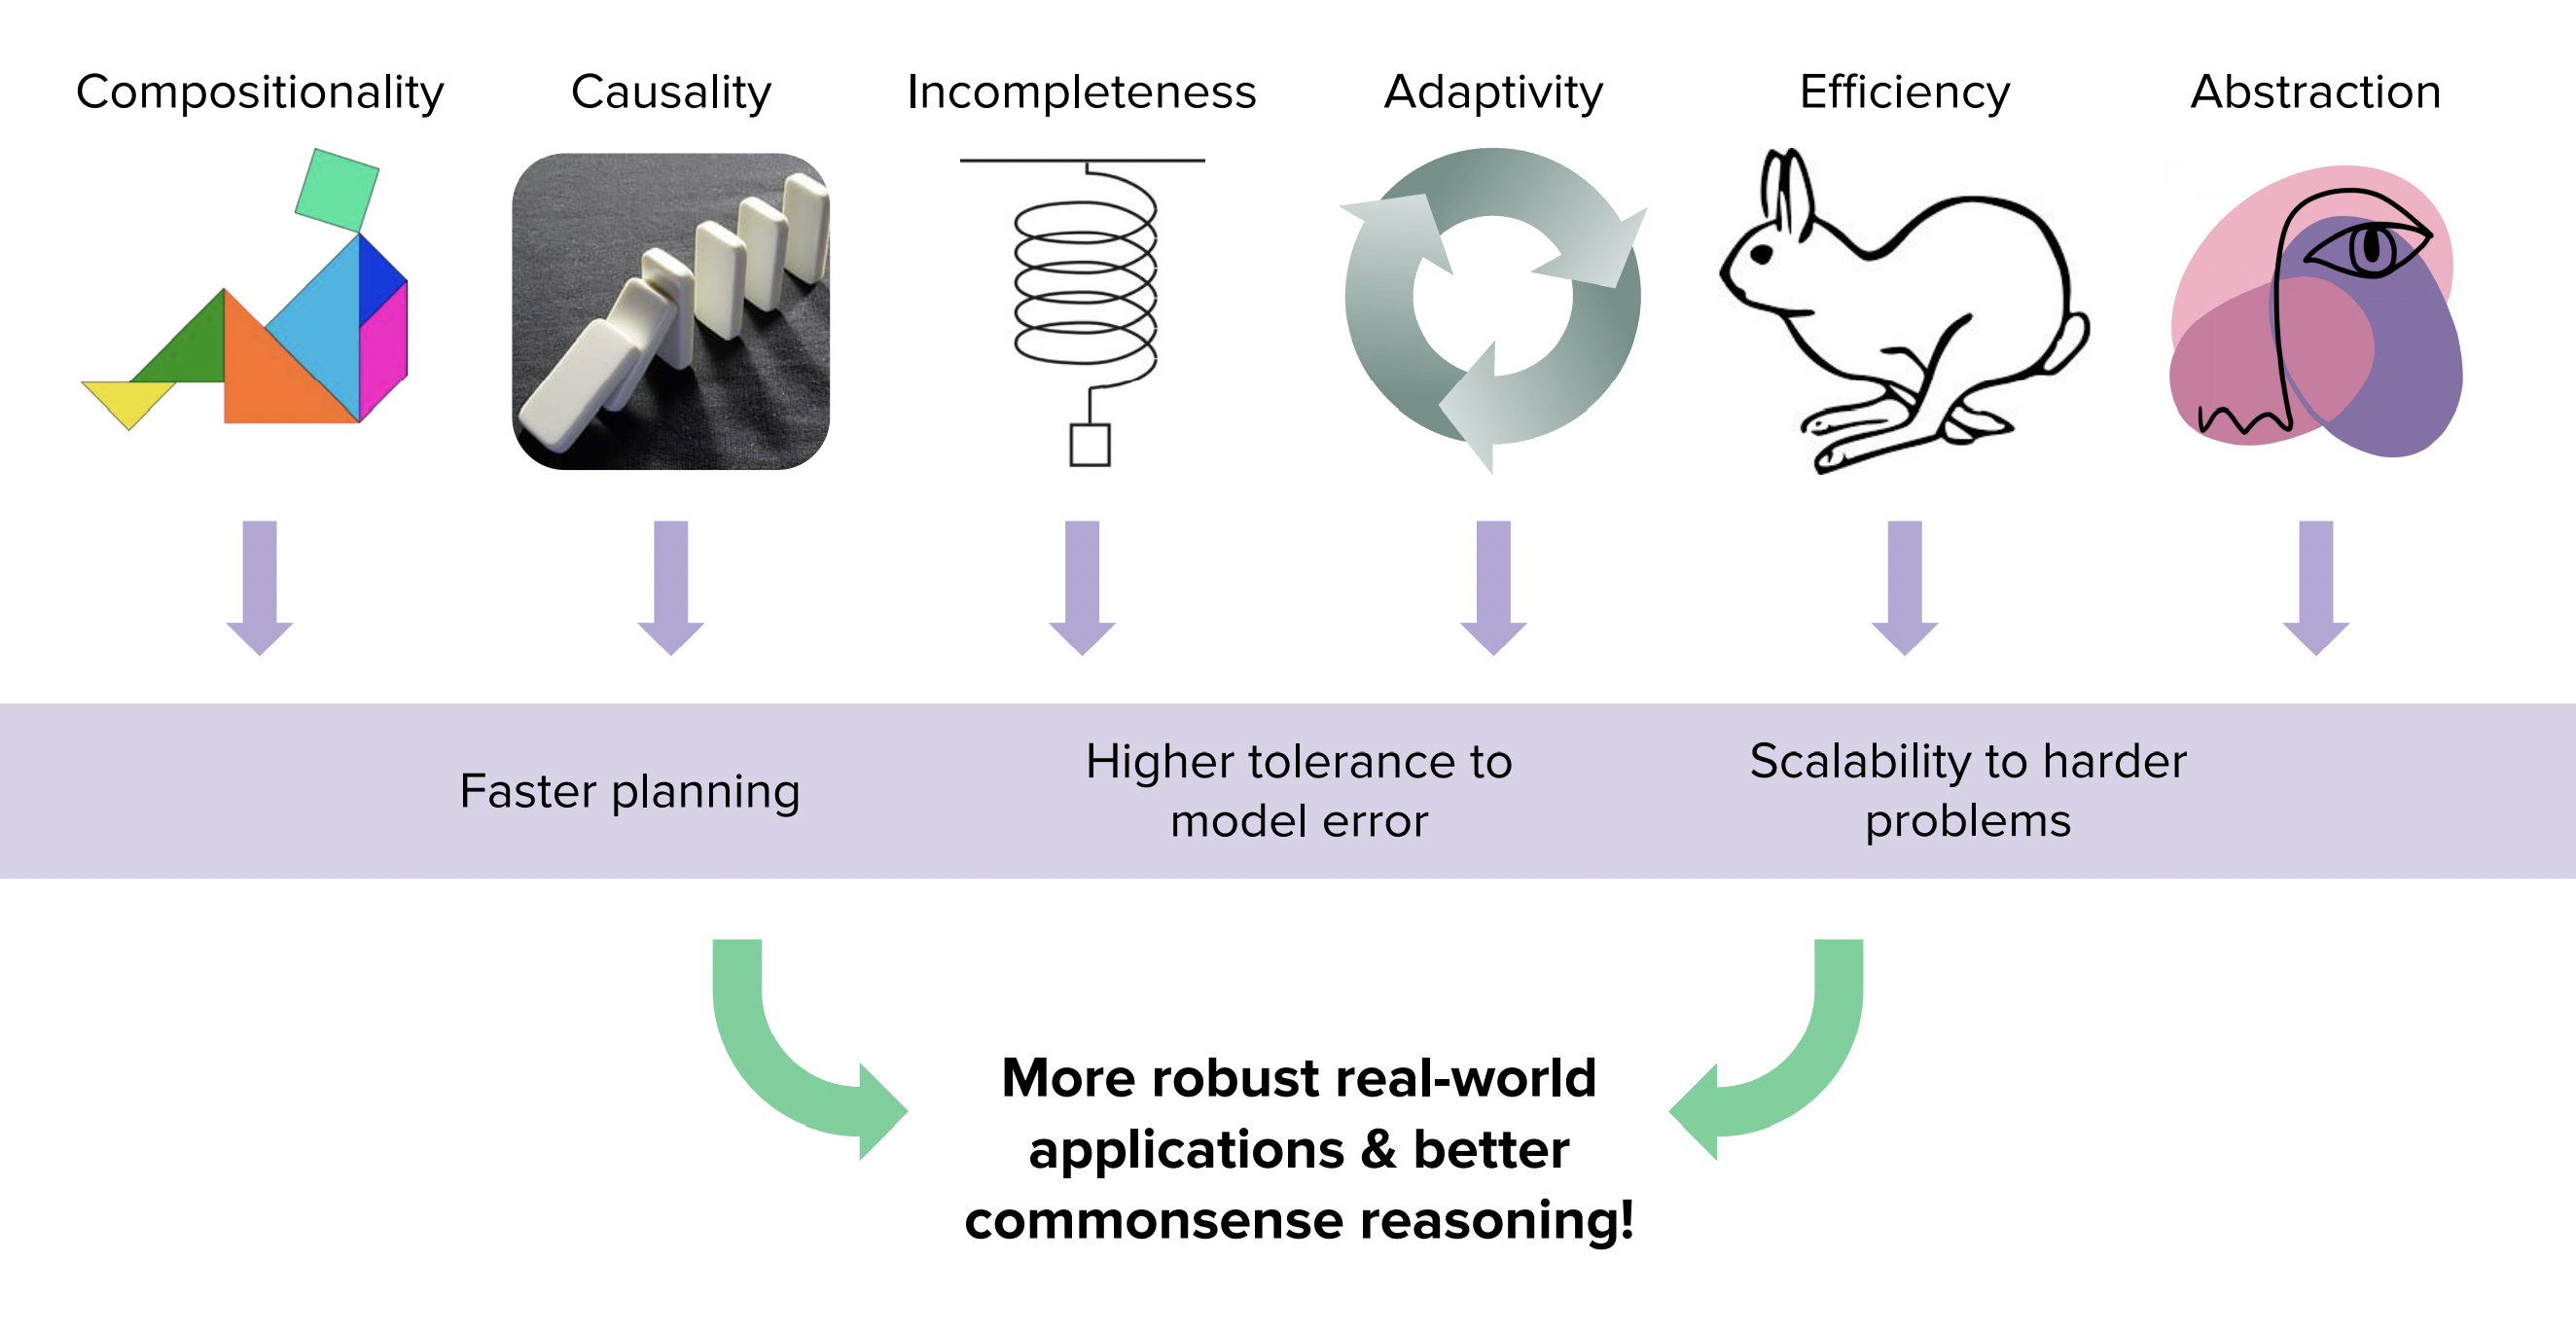 Compositionality
Causality
Incompleteness
Adaptivity
Efficiency
Abstraction
Faster planning
Higher tolerance to
model error
Scalability to harder
problems
More robust real-world
applications & better
commonsense reasoning!